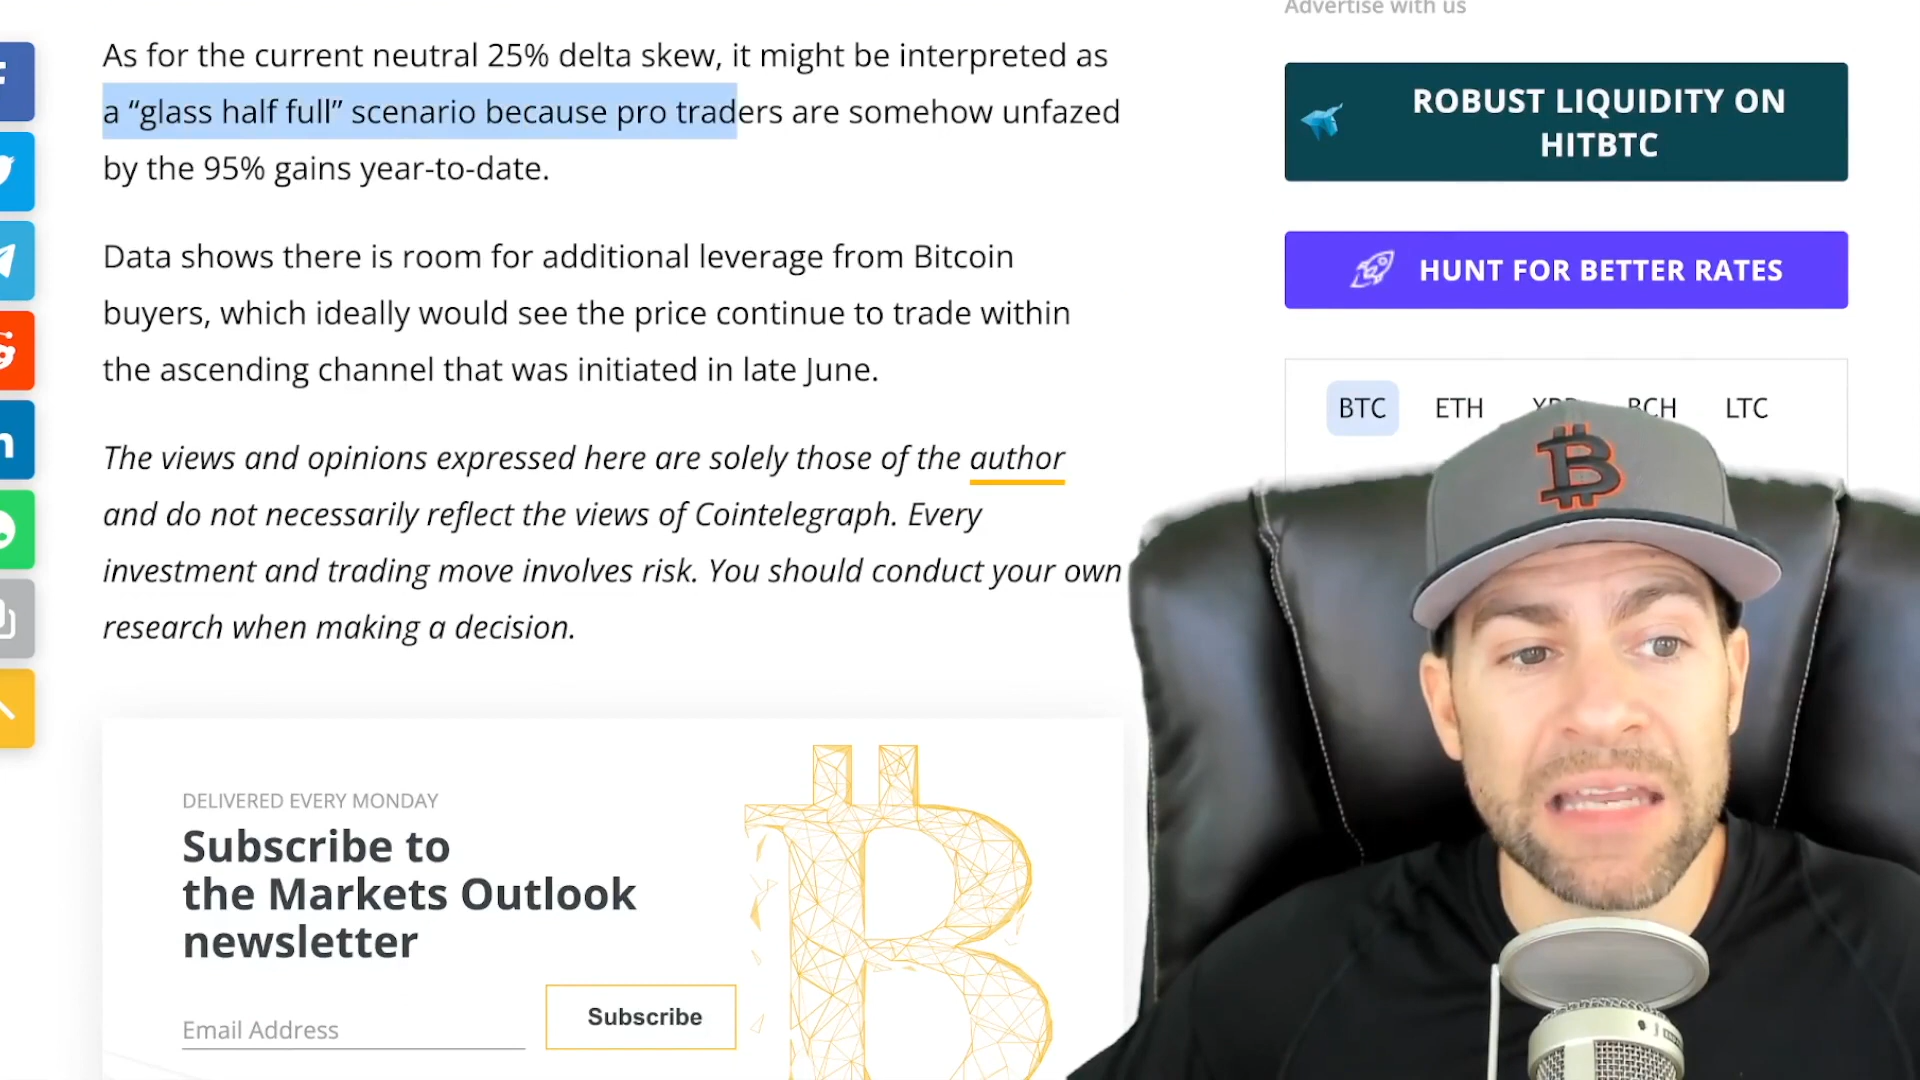 Advertise with us
As for the current neutral 25% delta skew, it might be interpreted as
a “glass half full” scenario because pro traders are somehow unfazed
by the 95% gains year-to-date.
Data shows there is room for additional leverage from Bitcoin
buyers, which ideally would see the price continue to trade within
the ascending channel that was initiated in late June.
The views and opinions expressed here are solely those of the author
and do not necessarily reflect the views of Cointelegraph. Every
investment and trading move involves risk. You should conduct your own
research when making a decision.
DELIVERED EVERY MONDAY
Subscribe to
the Markets Outlook
newsletter
Email Address
Subscribe
ROBUST LIQUIDITY ON
HITBTC
HUNT FOR BETTER RATES
BTC ETH BCH LTC